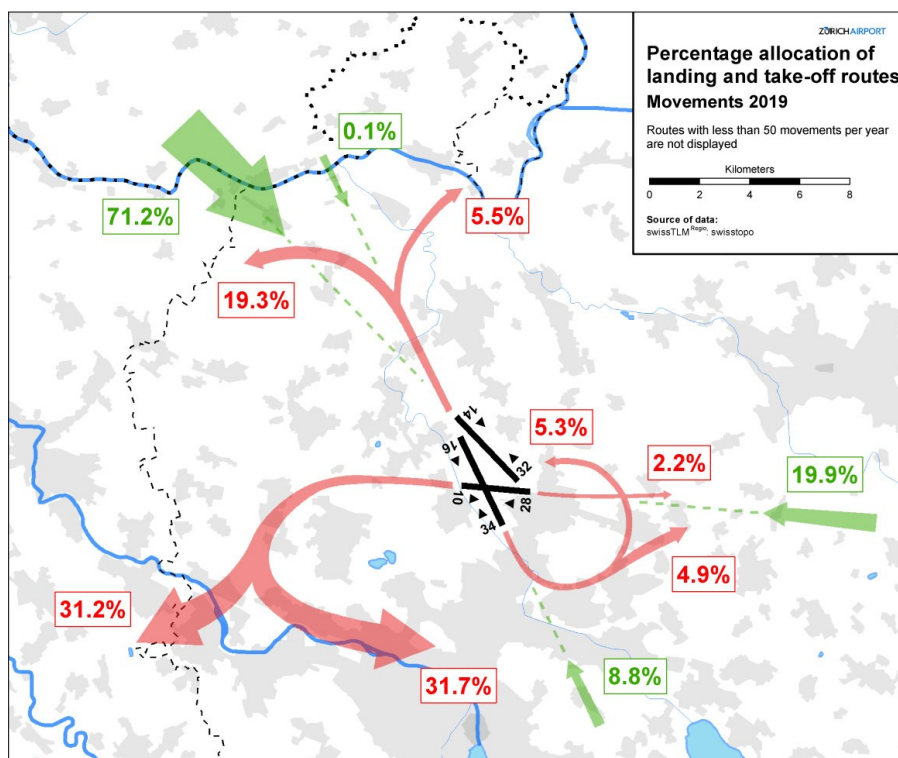 ZÜRICHAIRPORT
Percentage allocation of
landing and take-off routes
Movements 2019
Routes with less than 50 movements per year
are not displayed
Kilometers
0 2 4 6 8
Source of data:
swissTLM Regio: swisstopo
0.1%
71.2%
5.5%
19.3%
14
16
5.3%
32
2.2%
19.9%
10
28
34
4.9%
31.2%
31.7%
8.8%